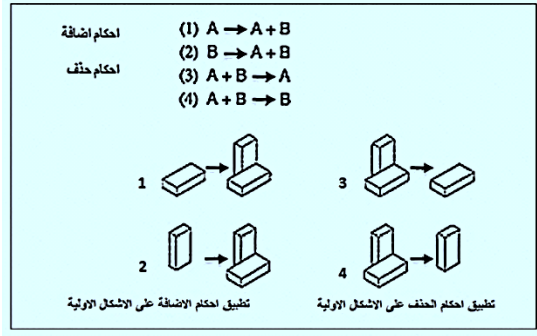 احكام اضافة
(1) A → A + B
(2) B → A + B
احكام حذف
(3) A + B → A
(4) A + B → B
1
3
2
4
تطبيق احكام الاضافة على الاشكال الاولية
تطبيق احكام الحذف على الاشكال الاولية